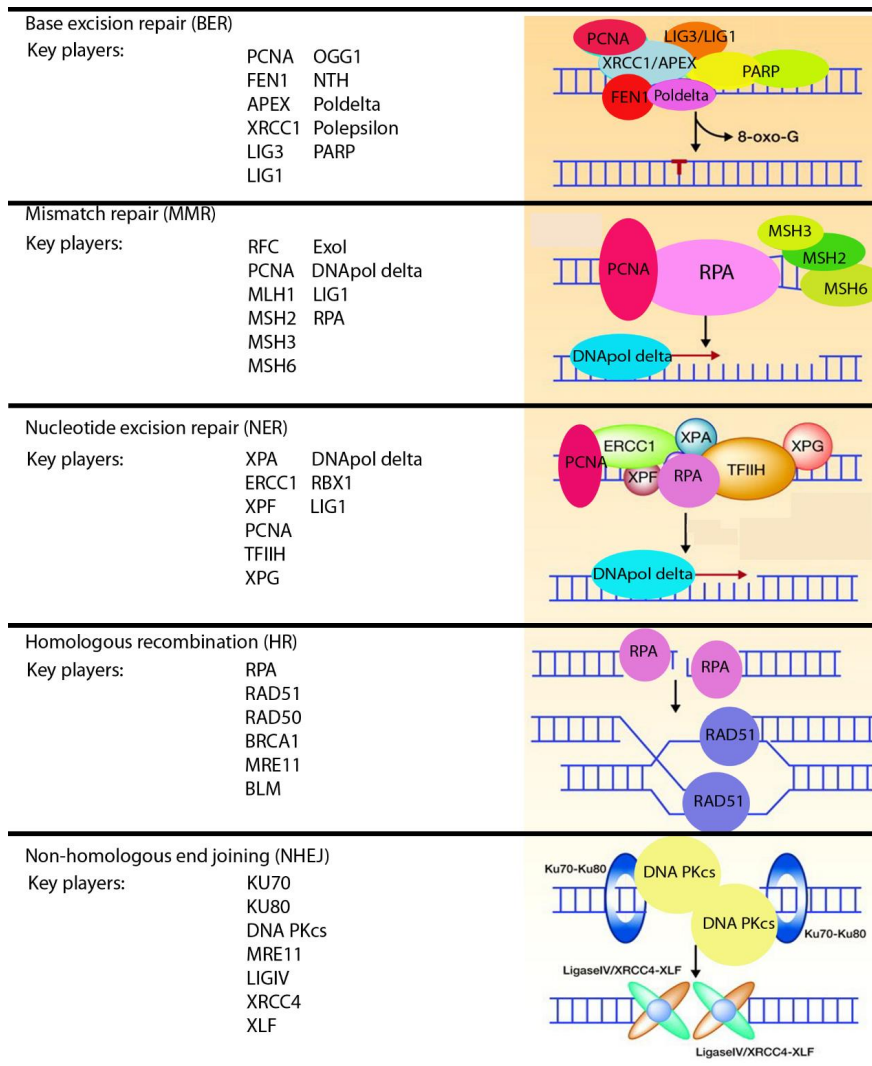 Base excision repair (BER)
Key players:
PCNA OGG1
FEN1 NTH
APEX Poldelta
XRCC1 Polepsilon
LIG3 PARP
LIG1
PCNA
LIG3/LIG1
XRCC1/APEX
PARP
FEN1
Poldelta
8-oxo-G
T
Mismatch repair (MMR)
Key players:
RFC ExoI
PCNA DNApol delta
MLH1 LIG1
MSH2 RPA
MSH3
MSH6
MSH3
MSH2
MSH6
PCNA
RPA
DNApol delta
Nucleotide excision repair (NER)
Key players:
XPA DNApol delta
ERCC1 RBX1
XPF LIG1
PCNA
TFIIH
XPG
ERCC1
XPA
XPG
PCNA
XPF
RPA
TFIIH
DNApol delta
Homologous recombination (HR)
Key players:
RPA
RAD51
RAD50
BRCA1
MRE11
BLM
RPA
RPA
RAD51
RAD51
Non-homologous end joining (NHEJ)
Key players:
KU70
KU80
DNA PKcs
MRE11
LIGIV
XRCC4
XLF
Ku70-Ku80
DNA PKcs
DNA PKcs
Ku70-Ku80
LigaseIV/XRCC4-XLF
LigaseIV/XRCC4-XLF